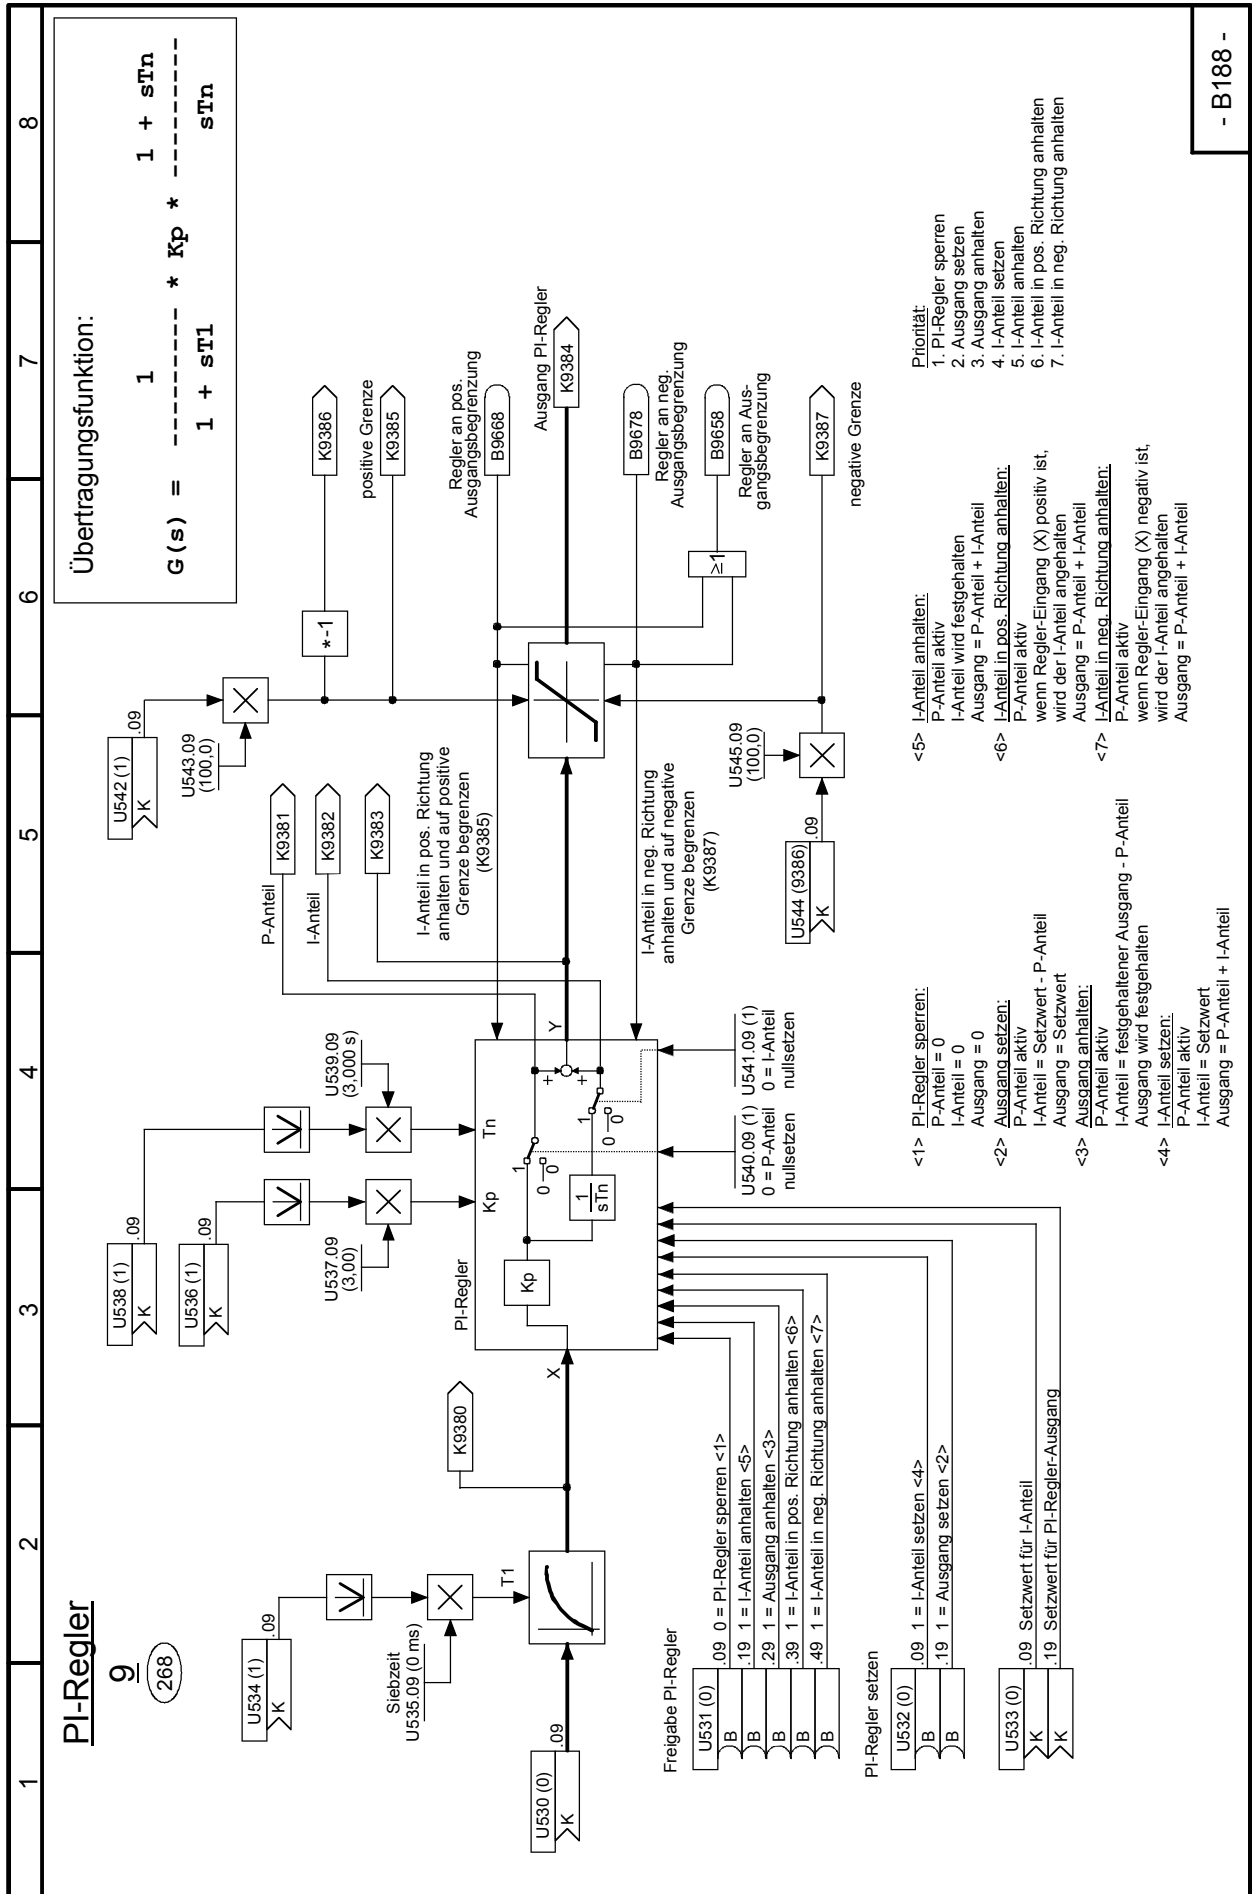 1 2 3 4 5 6 7 8
PI-Regler
9
268
Übertragungsfunktion:
1 1 + sTn
G(s) = -------- * Kp * ---------
1 + sT1 sTn
U530 (0)
K
.09
U534 (1)
K
.09
Siebzeit
U535.09 (0 ms)
T1
K9380
X
U538 (1)
K
.09
U536 (1)
K
.09
U537.09
(3,00)
U539.09
(3,000 s)
PI-Regler
Kp
Tn
Kp
1
sTn
1
0
0
1
0
0
+
+
Y
U540.09 (1)
0 = P-Anteil
nullsetzen
U541.09 (1)
0 = I-Anteil
nullsetzen
P-Anteil
K9381
I-Anteil
K9382
K9383
I-Anteil in pos. Richtung
anhalten und auf positive
Grenze begrenzen
(K9385)
I-Anteil in neg. Richtung
anhalten und auf negative
Grenze begrenzen
(K9387)
U542 (1)
K
.09
U543.09
(100,0)
U544 (9386)
K
.09
U545.09
(100,0)
*-1
≥1
K9386
positive Grenze
K9385
Regler an pos.
Ausgangsbegrenzung
B9668
Ausgang PI-Regler
K9384
B9678
Regler an neg.
Ausgangsbegrenzung
B9658
Regler an Aus-
gangsbegrenzung
K9387
negative Grenze
Freigabe PI-Regler
U531 (0)
B .09 0 = PI-Regler sperren <1>
B .19 1 = I-Anteil anhalten <5>
B .29 1 = Ausgang anhalten <3>
B .39 1 = I-Anteil in pos. Richtung anhalten <6>
B .49 1 = I-Anteil in neg. Richtung anhalten <7>
PI-Regler setzen
U532 (0)
B .09 1 = I-Anteil setzen <4>
B .19 1 = Ausgang setzen <2>
U533 (0)
K .09 Setzwert für I-Anteil
K .19 Setzwert für PI-Regler-Ausgang
<1> PI-Regler sperren:
P-Anteil = 0
I-Anteil = 0
Ausgang = 0
<2> Ausgang setzen:
P-Anteil aktiv
I-Anteil = Setzwert - P-Anteil
Ausgang = Setzwert
<3> Ausgang anhalten:
P-Anteil aktiv
I-Anteil = festgehaltener Ausgang - P-Anteil
Ausgang wird festgehalten
<4> I-Anteil setzen:
P-Anteil aktiv
I-Anteil = Setzwert
Ausgang = P-Anteil + I-Anteil
<5> I-Anteil anhalten:
P-Anteil aktiv
I-Anteil wird festgehalten
Ausgang = P-Anteil + I-Anteil
<6> I-Anteil in pos. Richtung anhalten:
P-Anteil aktiv
wenn Regler-Eingang (X) positiv ist,
wird der I-Anteil angehalten
Ausgang = P-Anteil + I-Anteil
<7> I-Anteil in neg. Richtung anhalten:
P-Anteil aktiv
wenn Regler-Eingang (X) negativ ist,
wird der I-Anteil angehalten
Ausgang = P-Anteil + I-Anteil
Priorität:
1. PI-Regler sperren
2. Ausgang setzen
3. Ausgang anhalten
4. I-Anteil setzen
5. I-Anteil anhalten
6. I-Anteil in pos. Richtung anhalten
7. I-Anteil in neg. Richtung anhalten
- B188 -